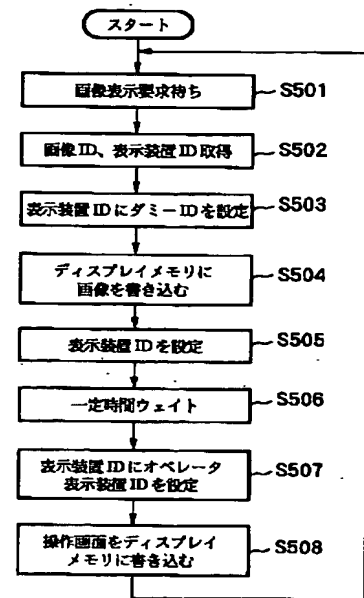 スタート
画像表示要求待ち
S501
画像ID、表示装置ID取得
S502
表示装置IDにダミーIDを設定
S503
ディスプレイメモリに
画像を書き込む
S504
表示装置IDを設定
S505
一定時間ウェイト
S506
表示装置IDにオペレータ
表示装置IDを設定
S507
操作画面をディスプレイ
メモリに書き込む
S508